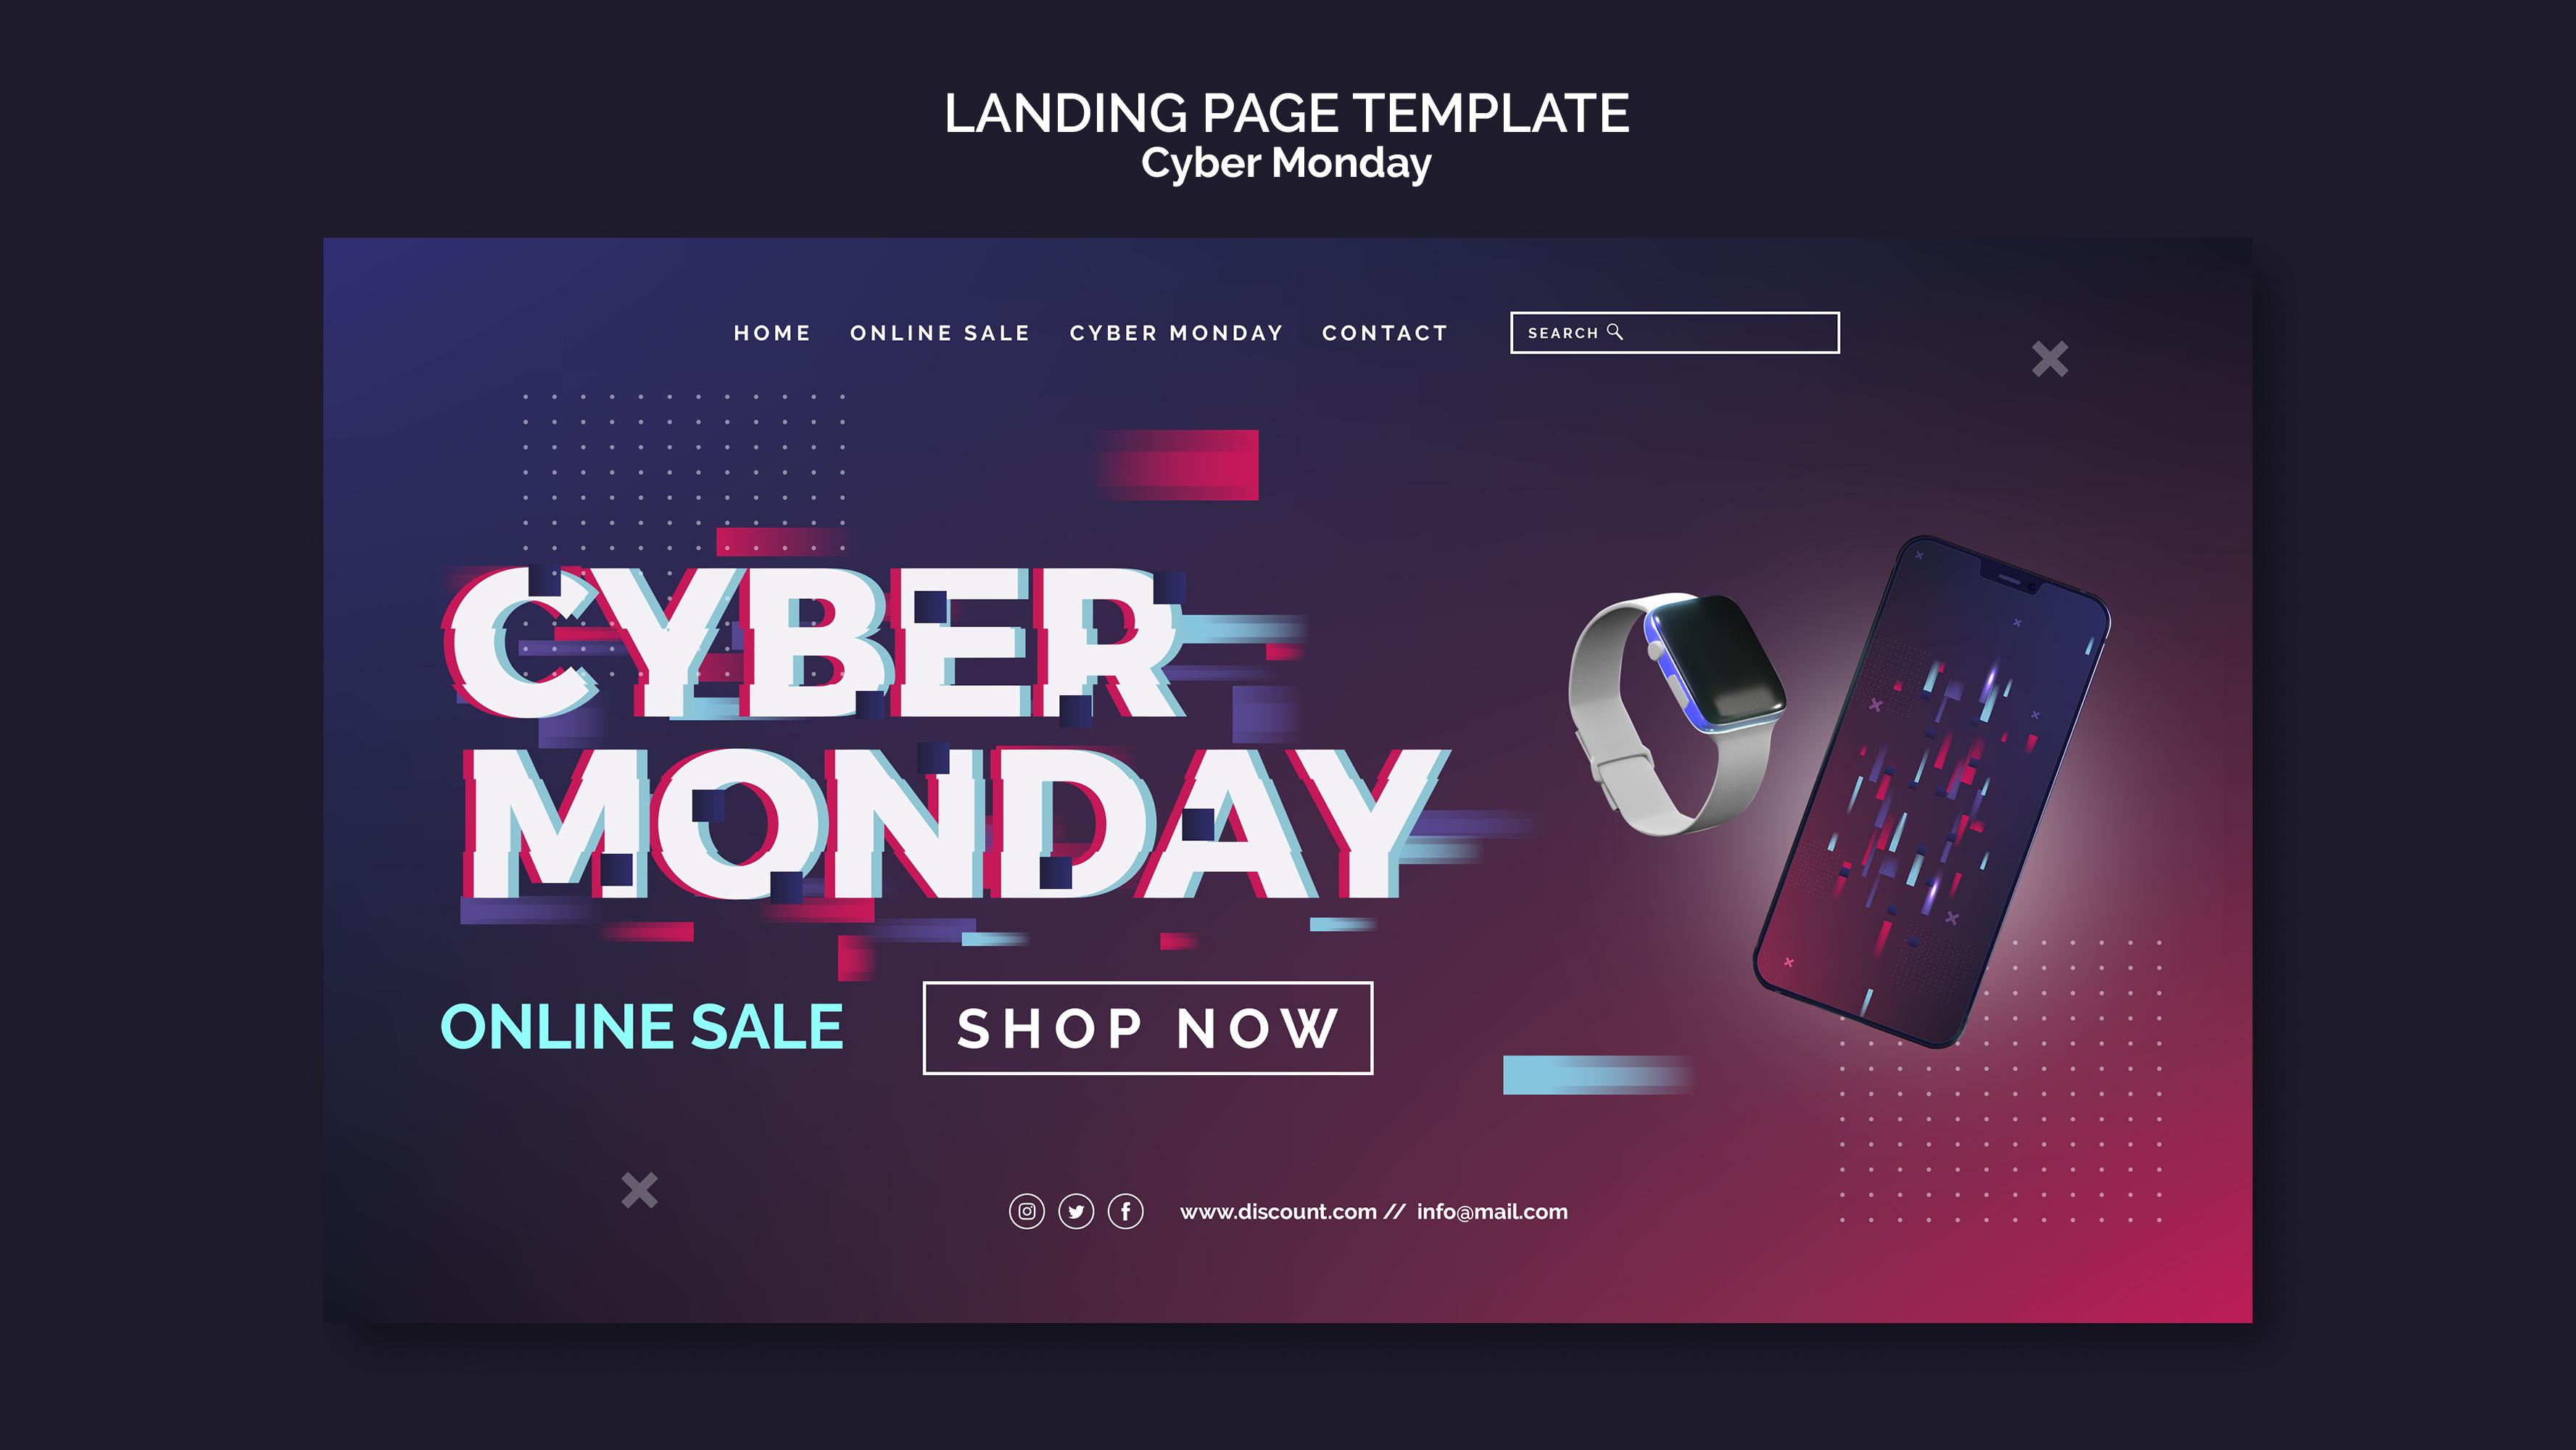 LANDING PAGE TEMPLATE
Cyber Monday
HOME ONLINE SALE CYBER MONDAY CONTACT SEARCH
CYBER
MONDAY
ONLINE SALE SHOP NOW
www.discount.com // info@mail.com